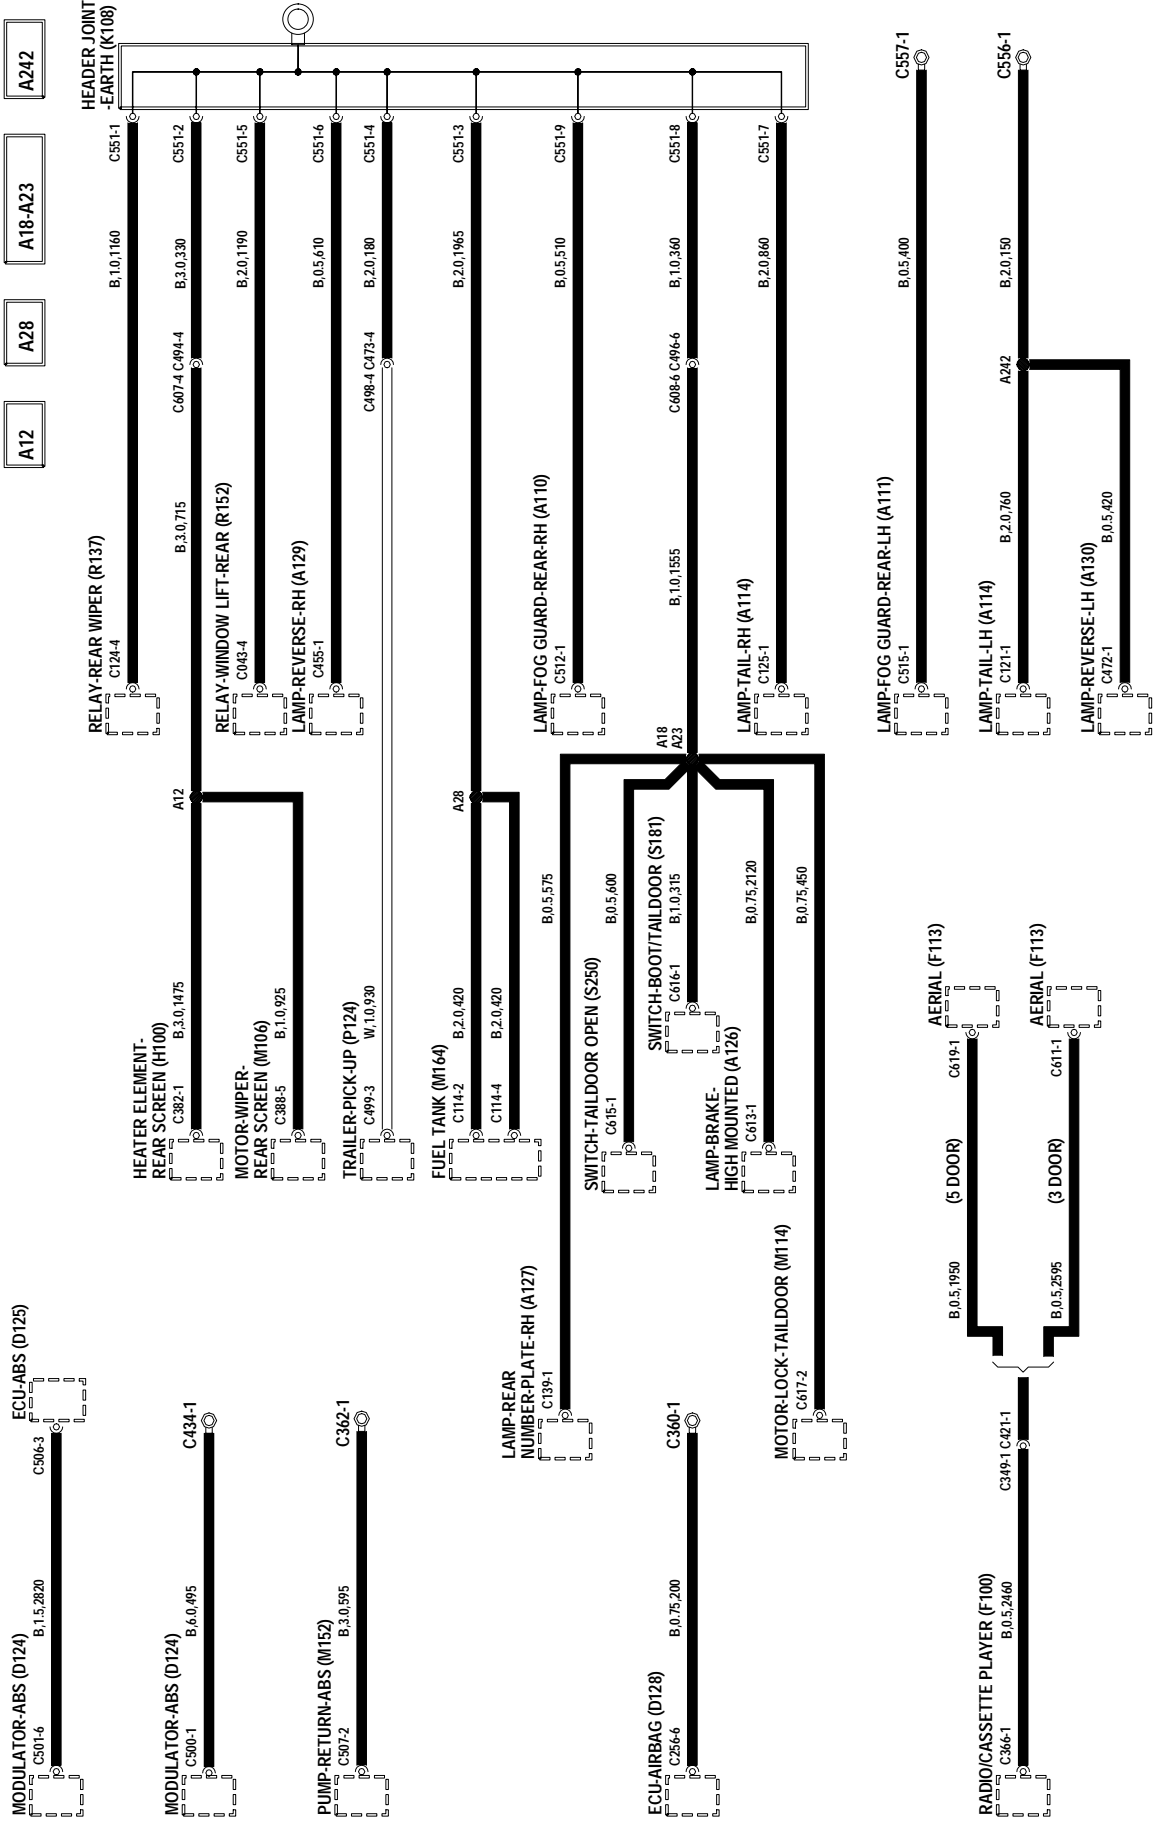 A242
A18-A23
A28
A12
HEADER JOINT
-EARTH (K108)
C551-1
B,1.0,1160
C124-4
RELAY-REAR WIPER (R137)
C551-2
B,3.0,330
C607-4 C494-4
B,3.0,715
A12
B,3.0,1475
C382-1
HEATER ELEMENT-
REAR SCREEN (H100)
B,1.0,925
C388-5
MOTOR-WIPER-
REAR SCREEN (M106)
C551-5
B,2.0,1190
C043-4
RELAY-WINDOW LIFT-REAR (R152)
C551-6
B,0.5,610
C455-1
LAMP-REVERSE-RH (A129)
C551-4
B,2.0,180
C498-4 C473-4
W,1.0,930
C499-3
TRAILER-PICK-UP (P124)
C551-3
B,2.0,1965
A28
B,2.0,420
C114-2
B,2.0,420
C114-4
FUEL TANK (M164)
C551-9
B,0.5,510
C512-1
LAMP-FOG GUARD-REAR-RH (A110)
C551-8
B,1.0,360
C608-6 C496-6
B,1.0,1555
A18
A23
B,0.5,575
C139-1
LAMP-REAR
NUMBER-PLATE-RH (A127)
B,0.5,600
C615-1
SWITCH-TAILDOOR OPEN (S250)
B,1.0,315
C616-1
SWITCH-BOOT/TAILDOOR (S181)
B,0.75,2120
C613-1
LAMP-BRAKE-
HIGH MOUNTED (A126)
B,0.75,450
C617-2
MOTOR-LOCK-TAILDOOR (M114)
C551-7
B,2.0,860
C125-1
LAMP-TAIL-RH (A114)
C557-1
B,0.5,400
C515-1
LAMP-FOG GUARD-REAR-LH (A111)
C556-1
B,2.0,150
A242
B,2.0,760
C121-1
LAMP-TAIL-LH (A114)
B,0.5,420
C472-1
LAMP-REVERSE-LH (A130)
MODULATOR-ABS (D124)
C501-6
B,1.5,2820
C506-3
ECU-ABS (D125)
MODULATOR-ABS (D124)
C500-1
B,6.0,495
C434-1
PUMP-RETURN-ABS (M152)
C507-2
B,3.0,595
C362-1
ECU-AIRBAG (D128)
C256-6
B,0.75,200
C360-1
RADIO/CASSETTE PLAYER (F100)
C366-1
B,0.5,2460
C349-1 C421-1
B,0.5,1950
(5 DOOR)
C619-1
AERIAL (F113)
B,0.5,2595
(3 DOOR)
C611-1
AERIAL (F113)